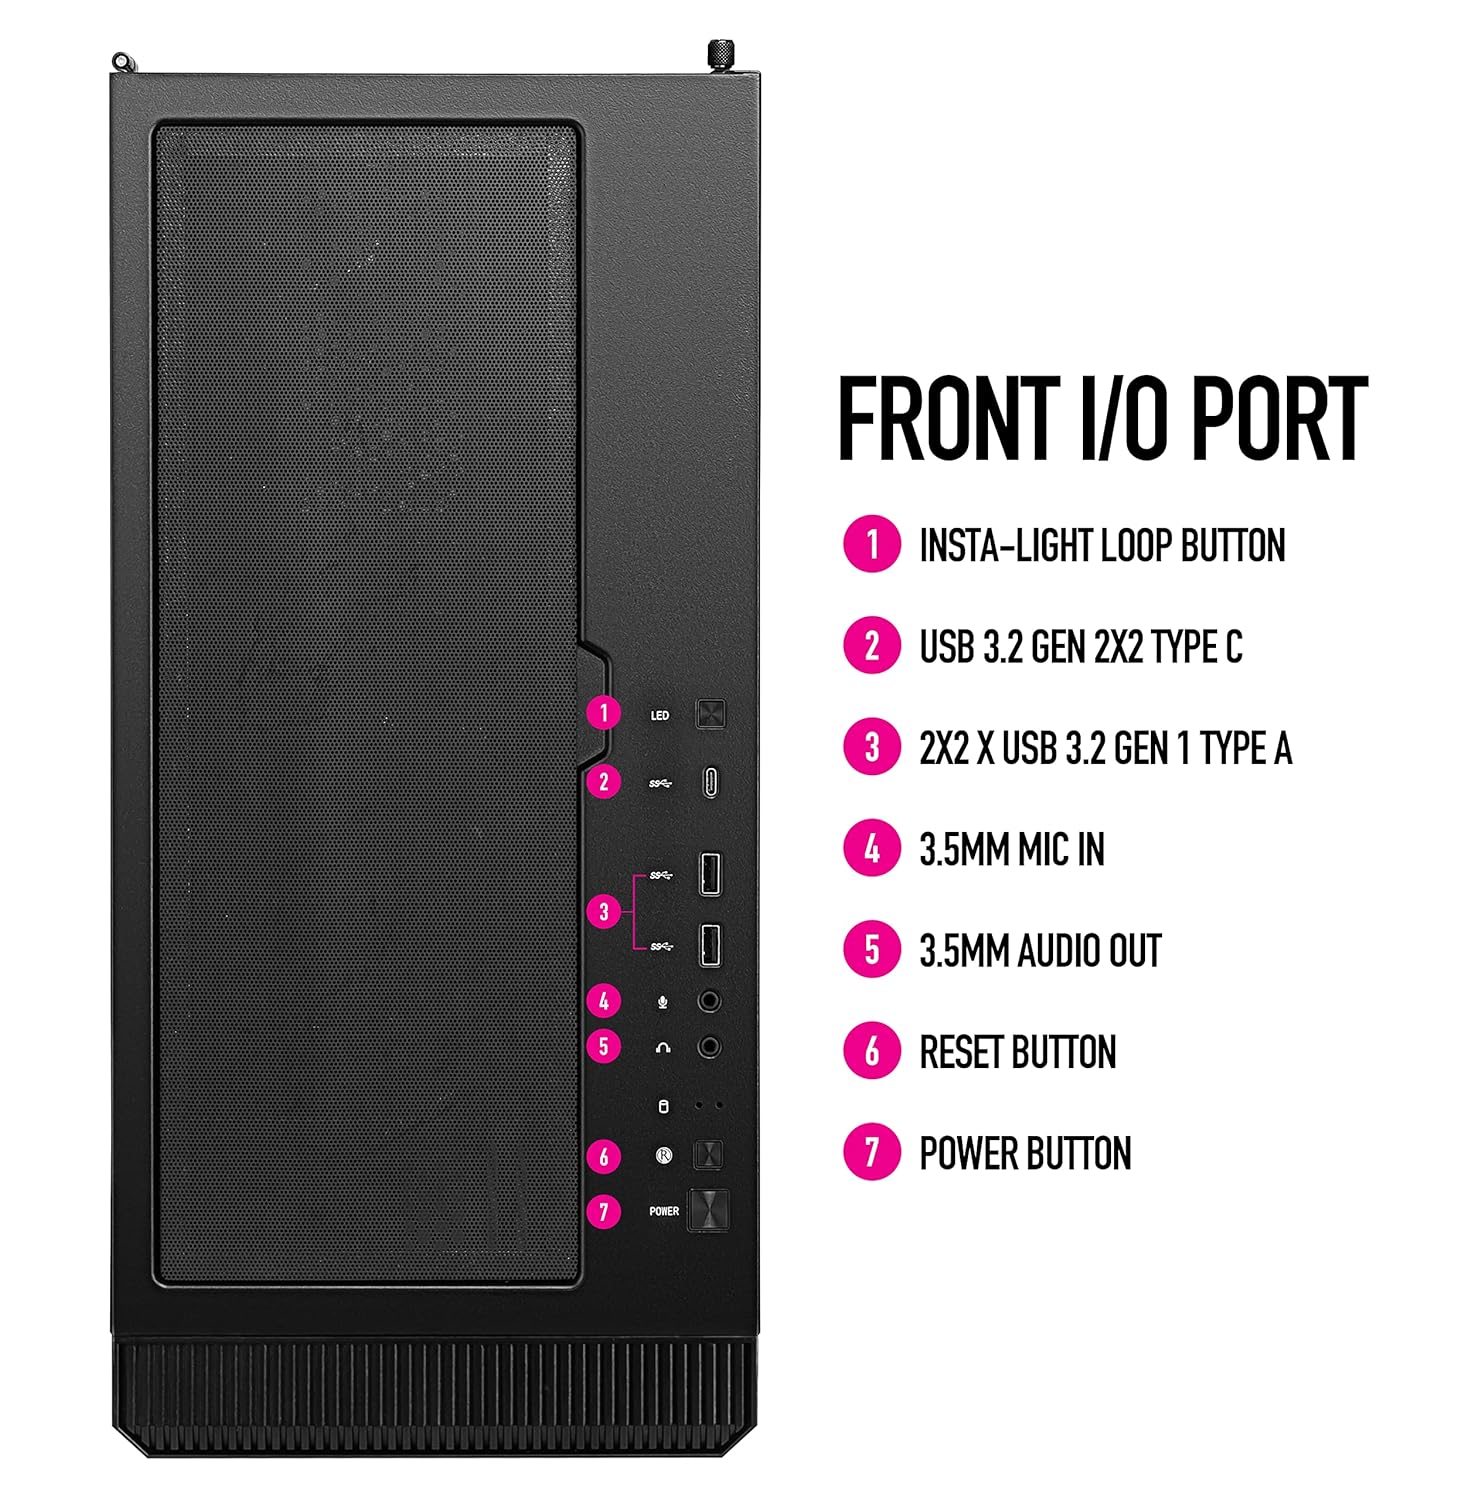 FRONT I/O PORT
1 INSTA-LIGHT LOOP BUTTON
2 USB 3.2 GEN 2X2 TYPE C
3 2X2 X USB 3.2 GEN 1 TYPE A
4 3.5MM MIC IN
5 3.5MM AUDIO OUT
6 RESET BUTTON
7 POWER BUTTON
1 LED
2 SS
SS
3
SS
4
5
6 R
7 POWER